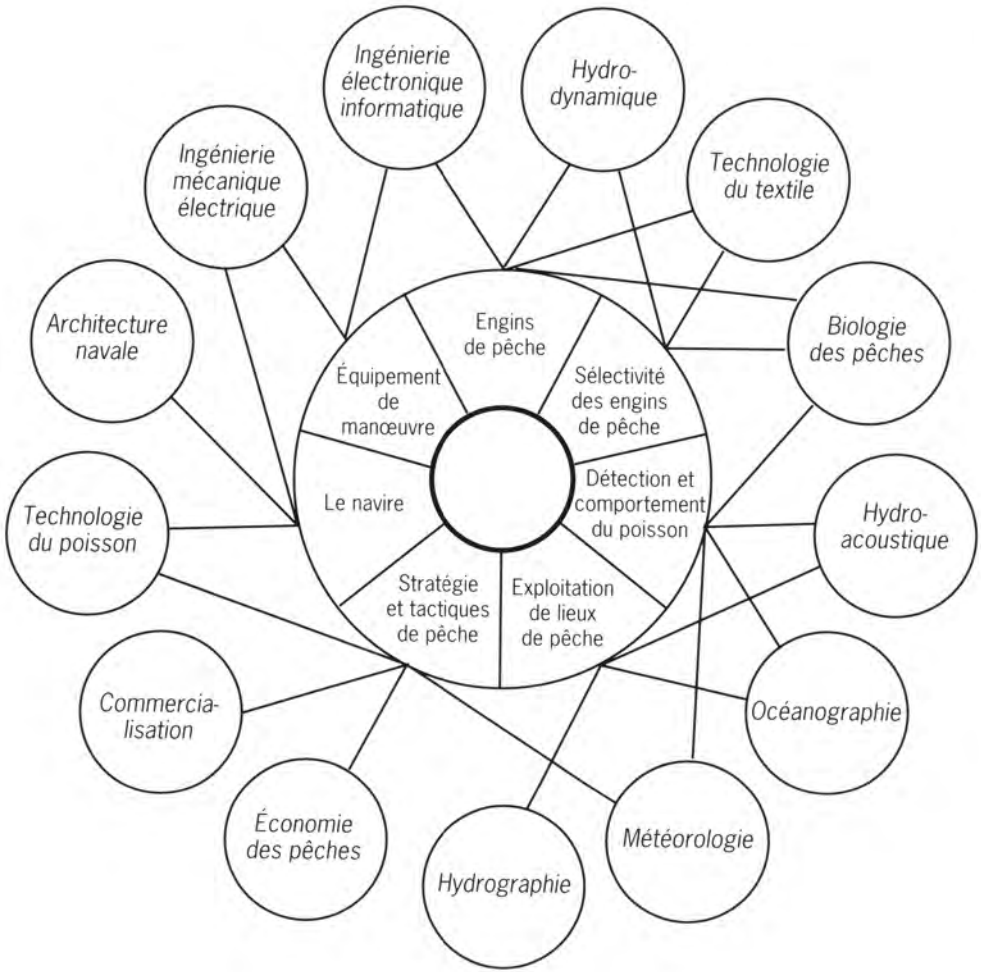 Ingénierie
électronique
informatique
Hydro-
dynamique
Technologie
du textile
Biologie
des pêches
Hydro-
acoustique
Océanographie
Météorologie
Hydrographie
Économie
des pêches
Commercia-
lisation
Technologie
du poisson
Architecture
navale
Ingénierie
mécanique
électrique
Engins
de pêche
Sélectivité
des engins
de pêche
Détection et
comportement
du poisson
Exploitation
de lieux
de pêche
Stratégie
et tactiques
de pêche
Le navire
Équipement
de
manœuvre